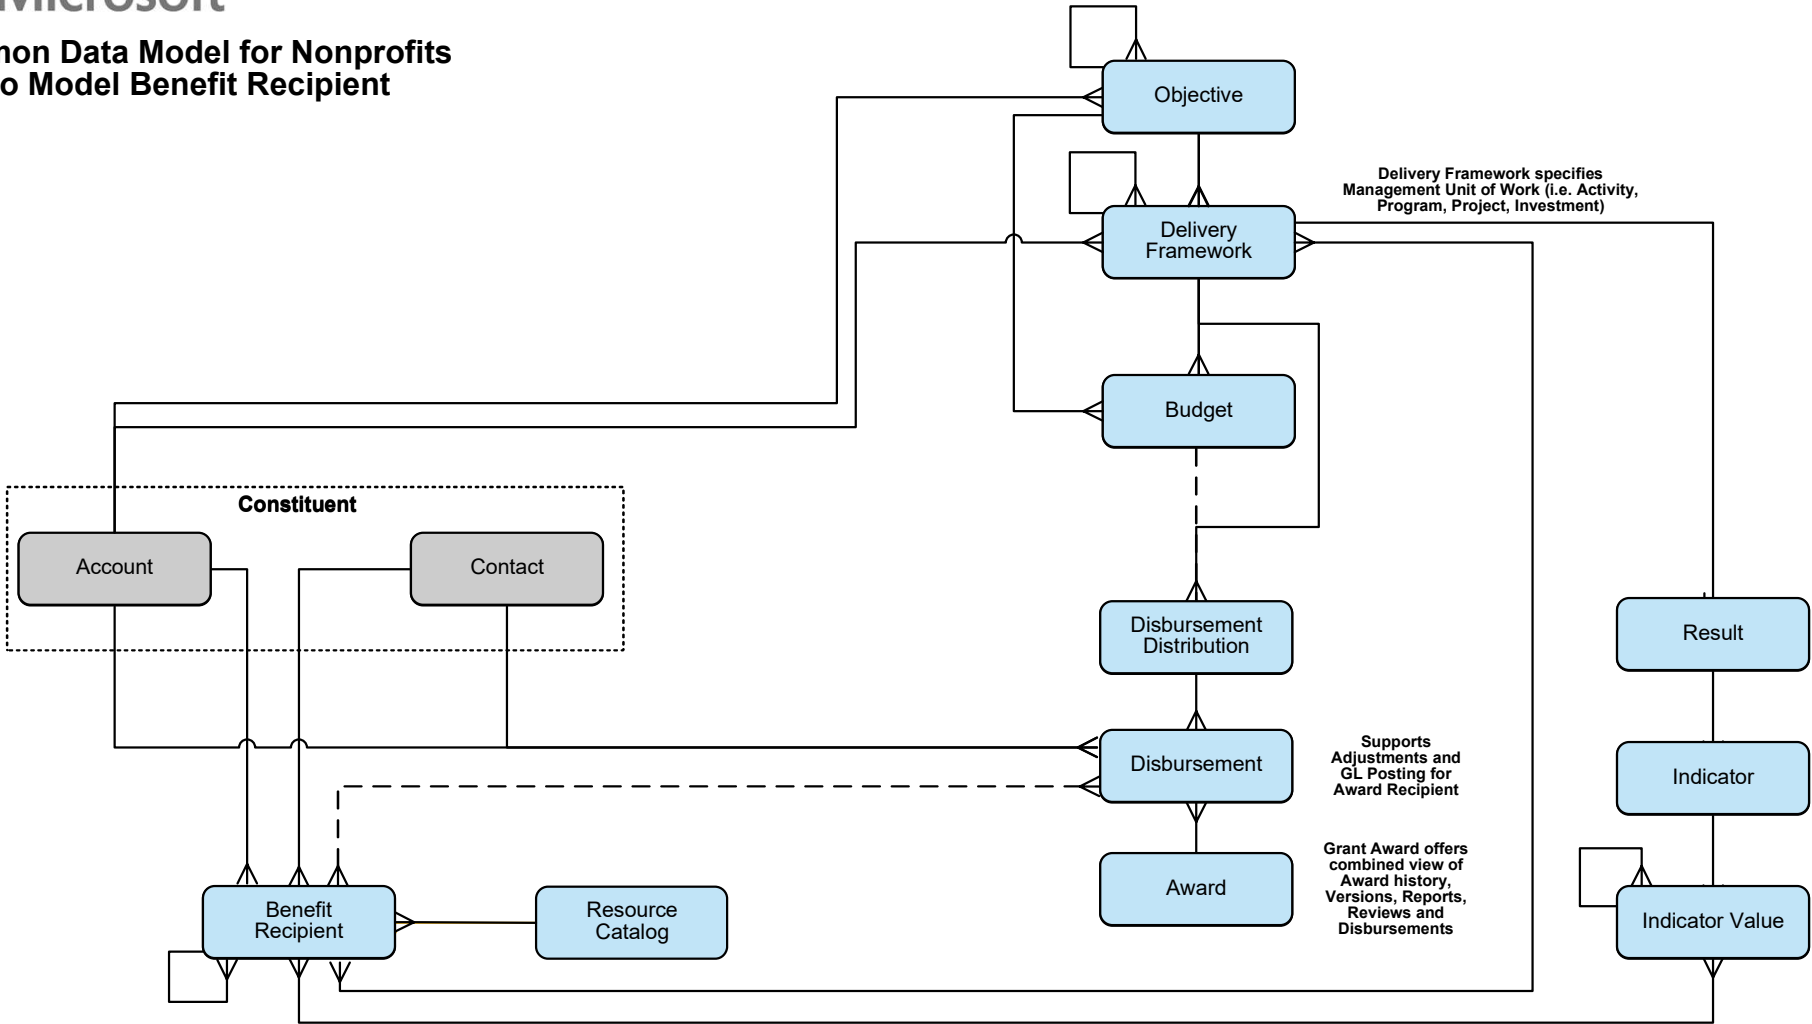 Microsoft
mon Data Model for Nonprofits
o Model Benefit Recipient
Objective
Delivery Framework specifies
Management Unit of Work (i.e. Activity,
Program, Project, Investment)
Delivery
Framework
Budget
Constituent
Account
Contact
Disbursement
Distribution
Result
Disbursement
Supports
Adjustments and
GL Posting for
Award Recipient
Indicator
Award
Grant Award offers
combined view of
Award history,
Versions, Reports,
Reviews and
Disbursements
Benefit
Recipient
Resource
Catalog
Indicator Value